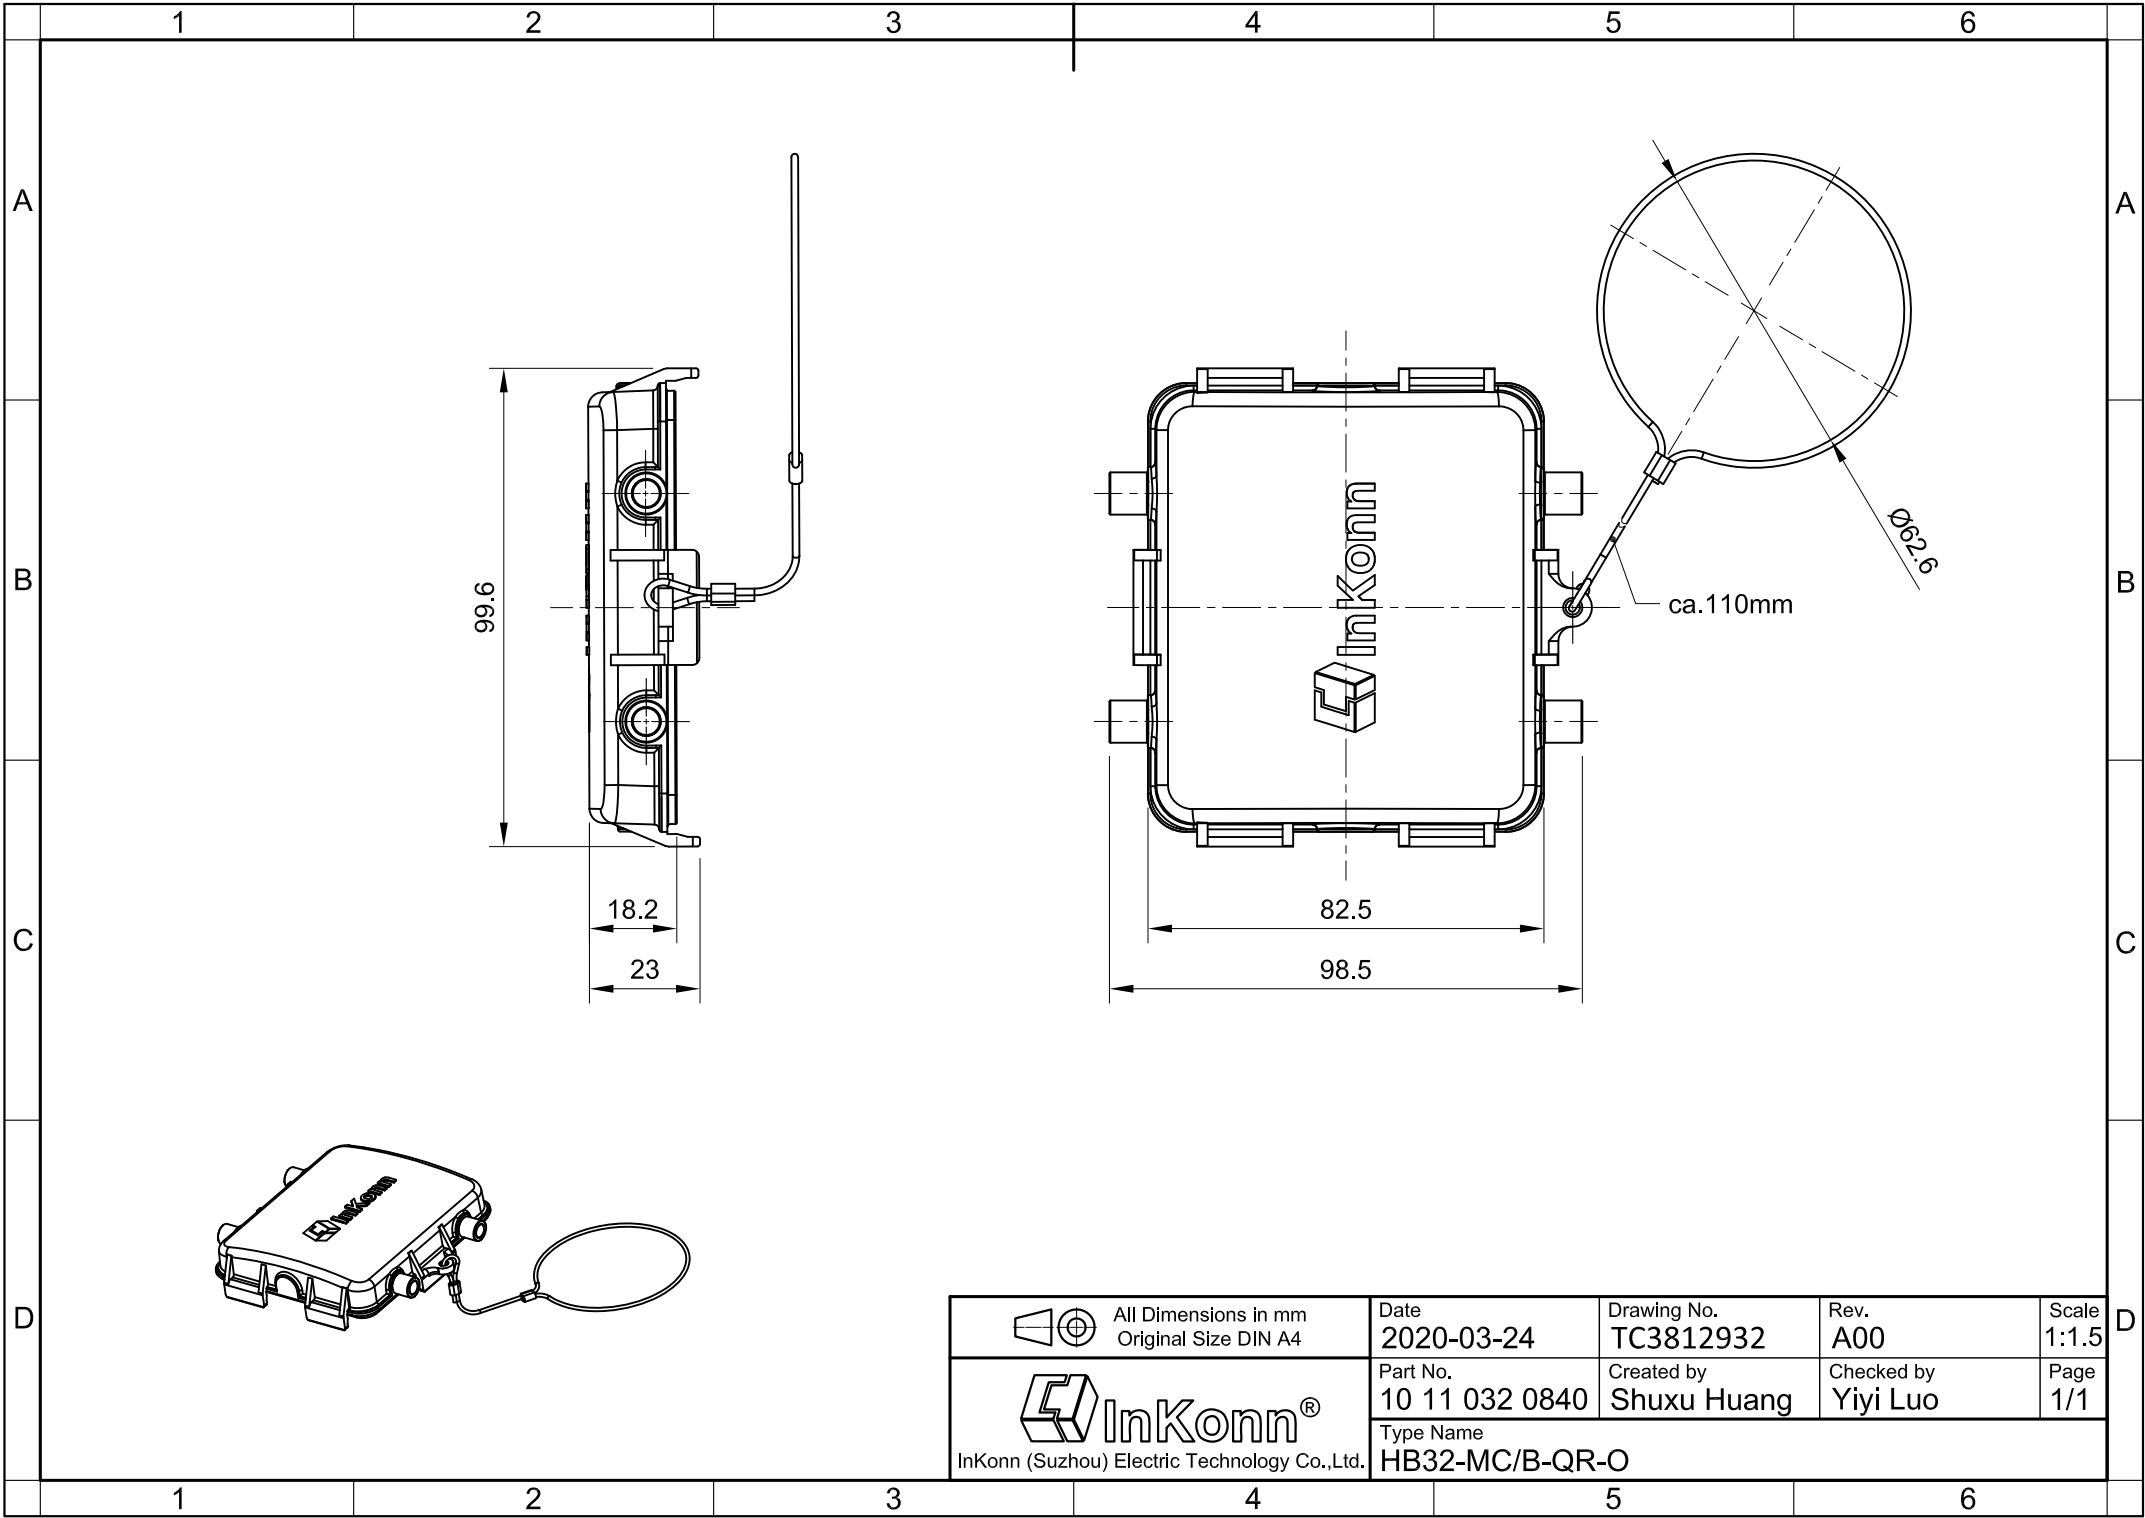 1 2 3 4 5 6
A A
Ø62.6
99.6
InKonn
ca.110mm
B B
18.2
82.5
23
98.5
C C
InKonn
All Dimensions in mm
Original Size DIN A4
Date
2020-03-24
Drawing No.
TC3812932
Rev.
A00
Scale
1:1.5
D D
Part No.
10 11 032 0840
Created by
Shuxu Huang
Checked by
Yiyi Luo
Page
1/1
InKonn®
InKonn (Suzhou) Electric Technology Co.,Ltd.
Type Name
HB32-MC/B-QR-O
1 2 3 4 5 6